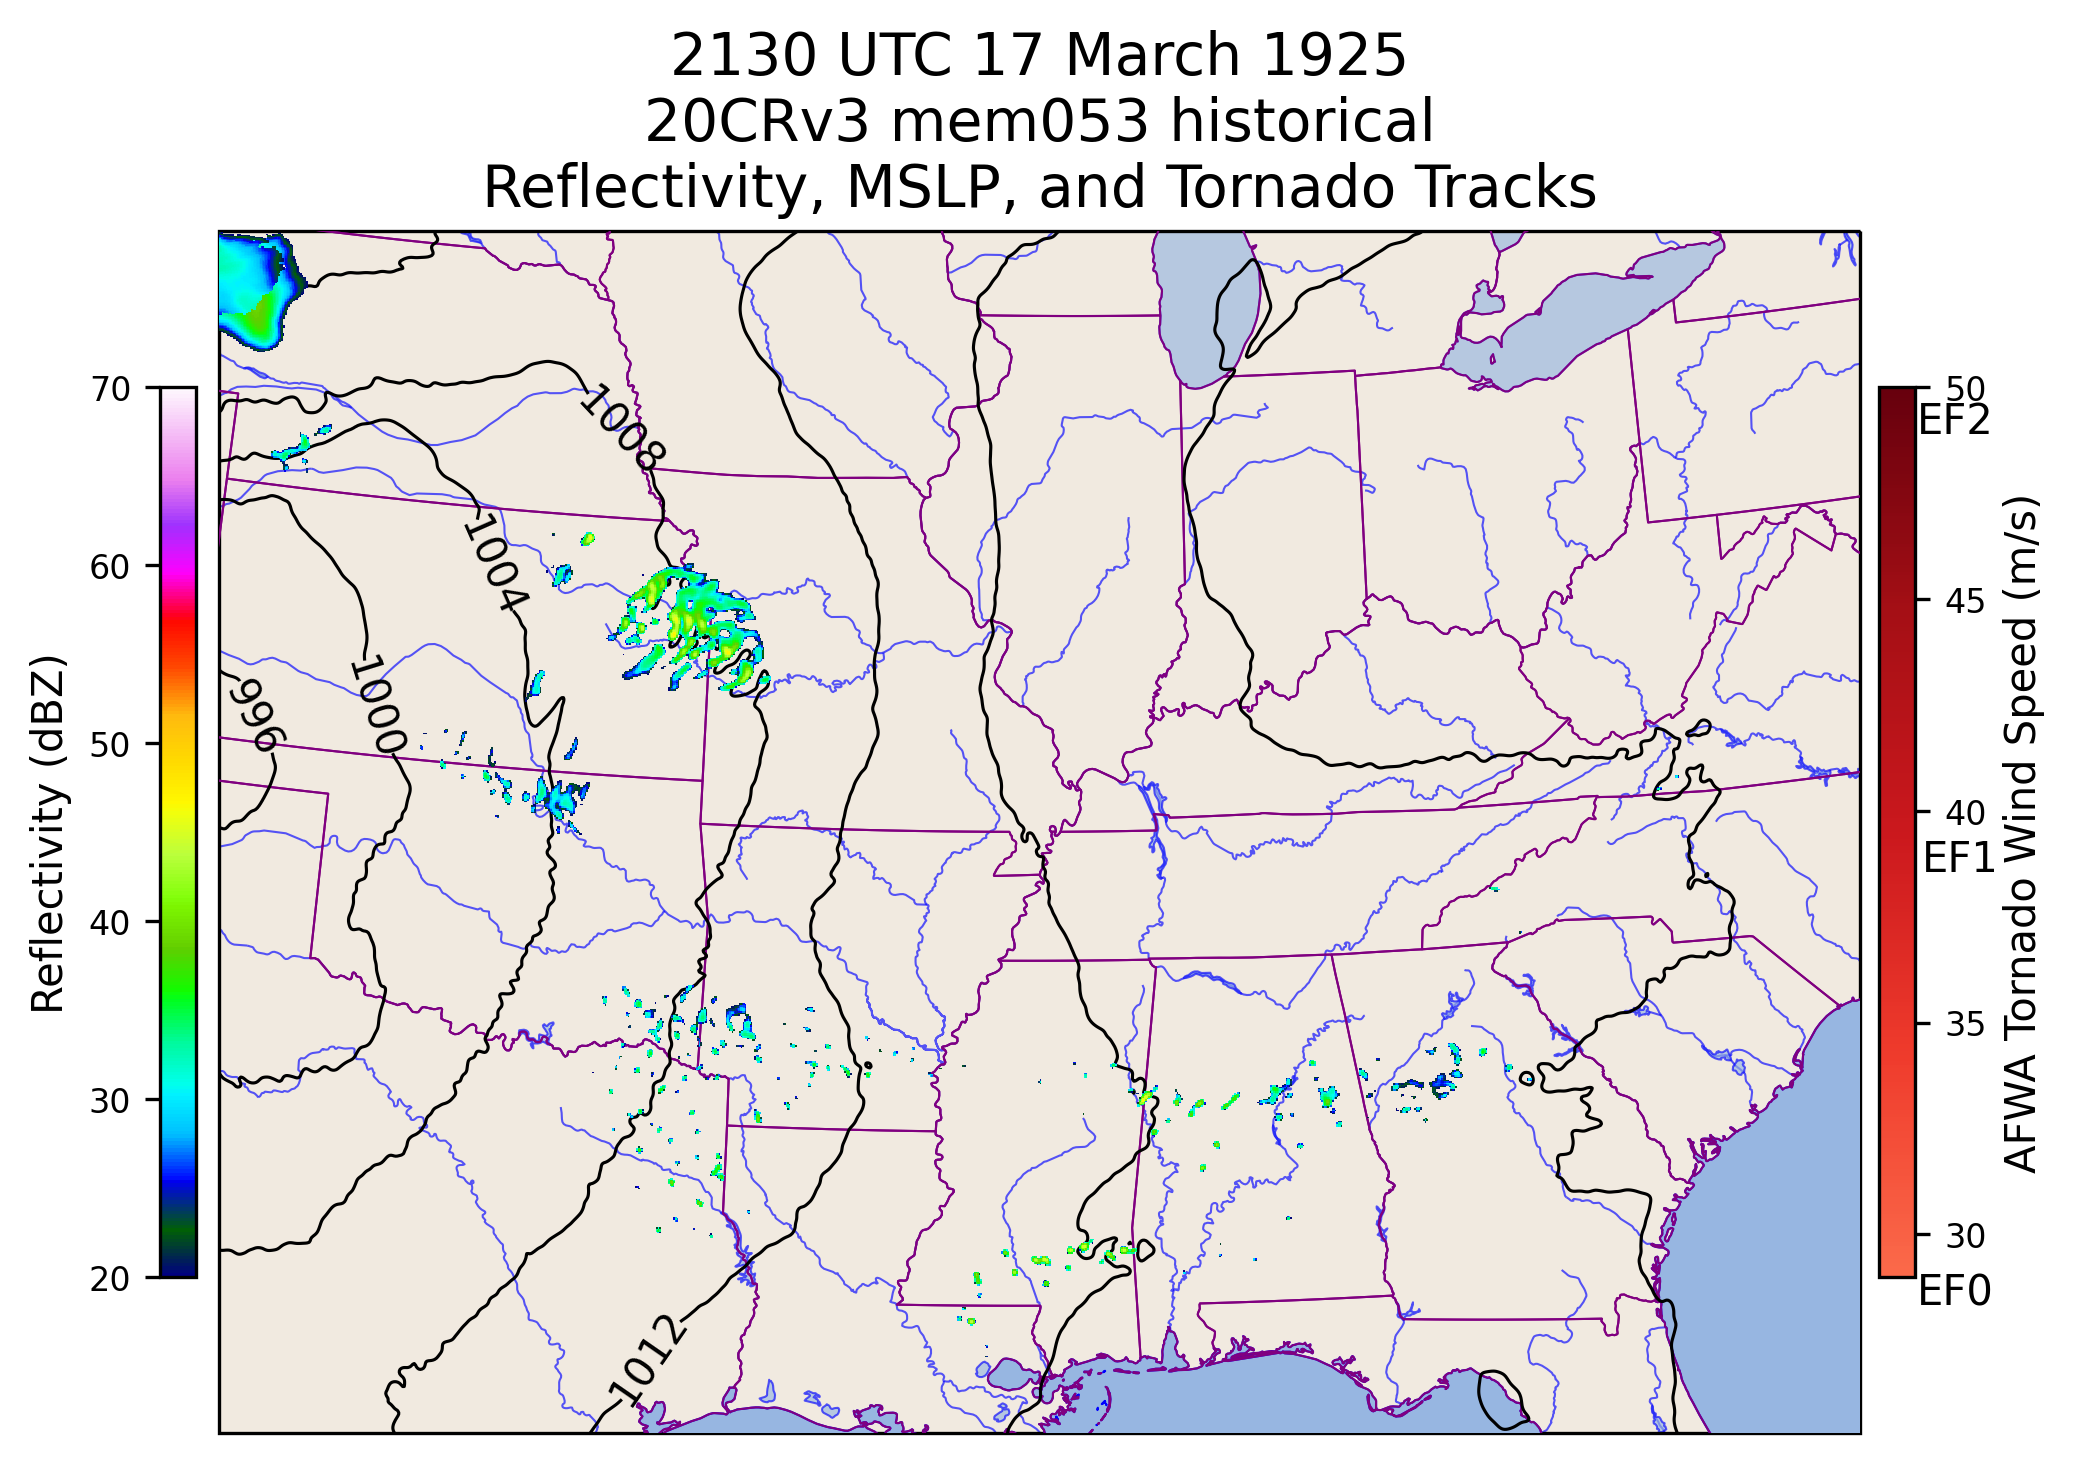 2130 UTC 17 March 1925
20CRv3 mem053 historical
Reflectivity, MSLP, and Tornado Tracks
Reflectivity (dBZ)
70
60
50
40
30
20
1008
1004
1000
996
1012
50
EF2
45
40
EF1
35
30
EF0
AFWA Tornado Wind Speed (m/s)